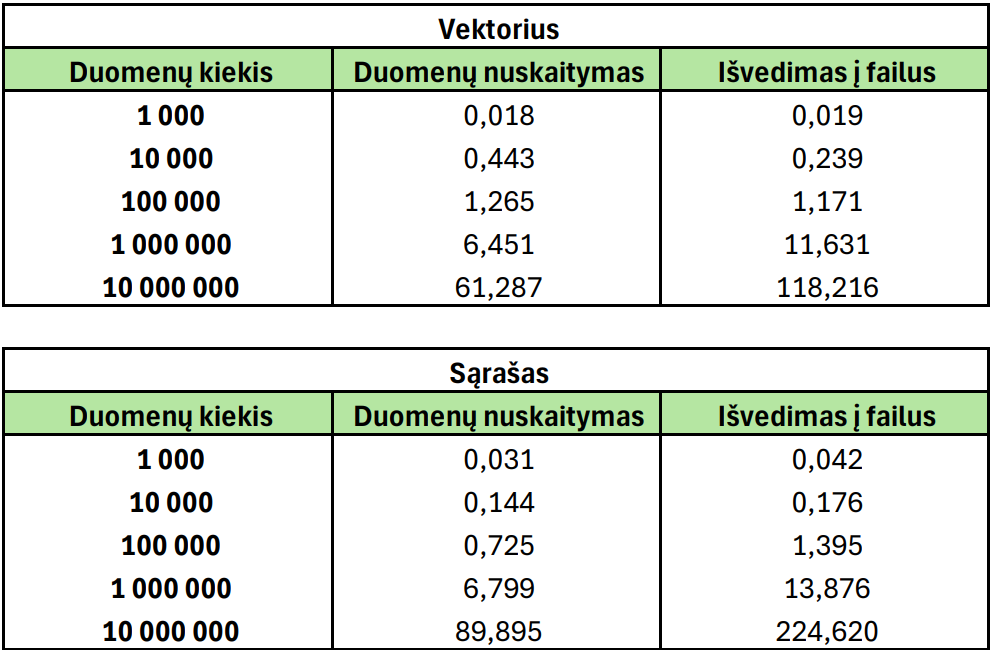 Vektorius
Duomenų kiekis Duomenų nuskaitymas Išvedimas į failus
1 000 0,018 0,019
10 000 0,443 0,239
100 000 1,265 1,171
1 000 000 6,451 11,631
10 000 000 61,287 118,216
Sąrašas
Duomenų kiekis Duomenų nuskaitymas Išvedimas į failus
1 000 0,031 0,042
10 000 0,144 0,176
100 000 0,725 1,395
1 000 000 6,799 13,876
10 000 000 89,895 224,620